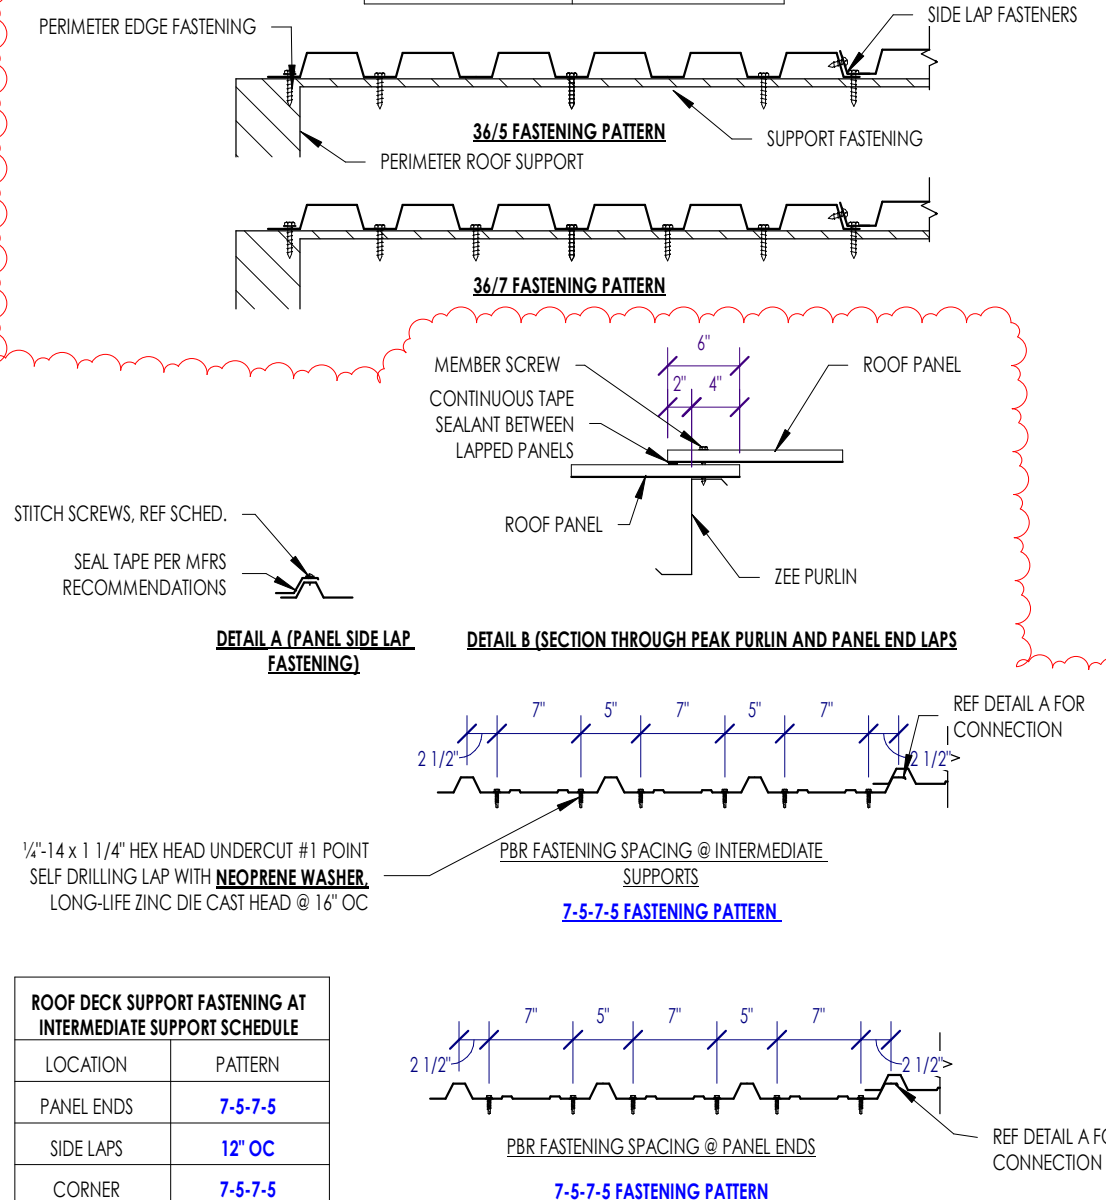 PERIMETER EDGE FASTENING
SIDE LAP FASTENERS
36/5 FASTENING PATTERN
SUPPORT FASTENING
PERIMETER ROOF SUPPORT
36/7 FASTENING PATTERN
6"
2" 4"
MEMBER SCREW
ROOF PANEL
CONTINUOUS TAPE
SEALANT BETWEEN
LAPPED PANELS
ROOF PANEL
ZEE PURLIN
STITCH SCREWS, REF SCHED.
SEAL TAPE PER MFRS
RECOMMENDATIONS
DETAIL A (PANEL SIDE LAP
FASTENING)
DETAIL B (SECTION THROUGH PEAK PURLIN AND PANEL END LAPS
7" 5" 7" 5" 7"
2 1/2" 2 1/2"
REF DETAIL A FOR
CONNECTION
¼"-14 x 1 1/4" HEX HEAD UNDERCUT #1 POINT
SELF DRILLING LAP WITH NEOPRENE WASHER,
LONG-LIFE ZINC DIE CAST HEAD @ 16" OC
PBR FASTENING SPACING @ INTERMEDIATE
SUPPORTS
7-5-7-5 FASTENING PATTERN
ROOF DECK SUPPORT FASTENING AT
INTERMEDIATE SUPPORT SCHEDULE
LOCATION PATTERN
PANEL ENDS 7-5-7-5
SIDE LAPS 12" OC
CORNER 7-5-7-5
7" 5" 7" 5" 7"
2 1/2" 2 1/2"
PBR FASTENING SPACING @ PANEL ENDS
REF DETAIL A FO
CONNECTION
7-5-7-5 FASTENING PATTERN